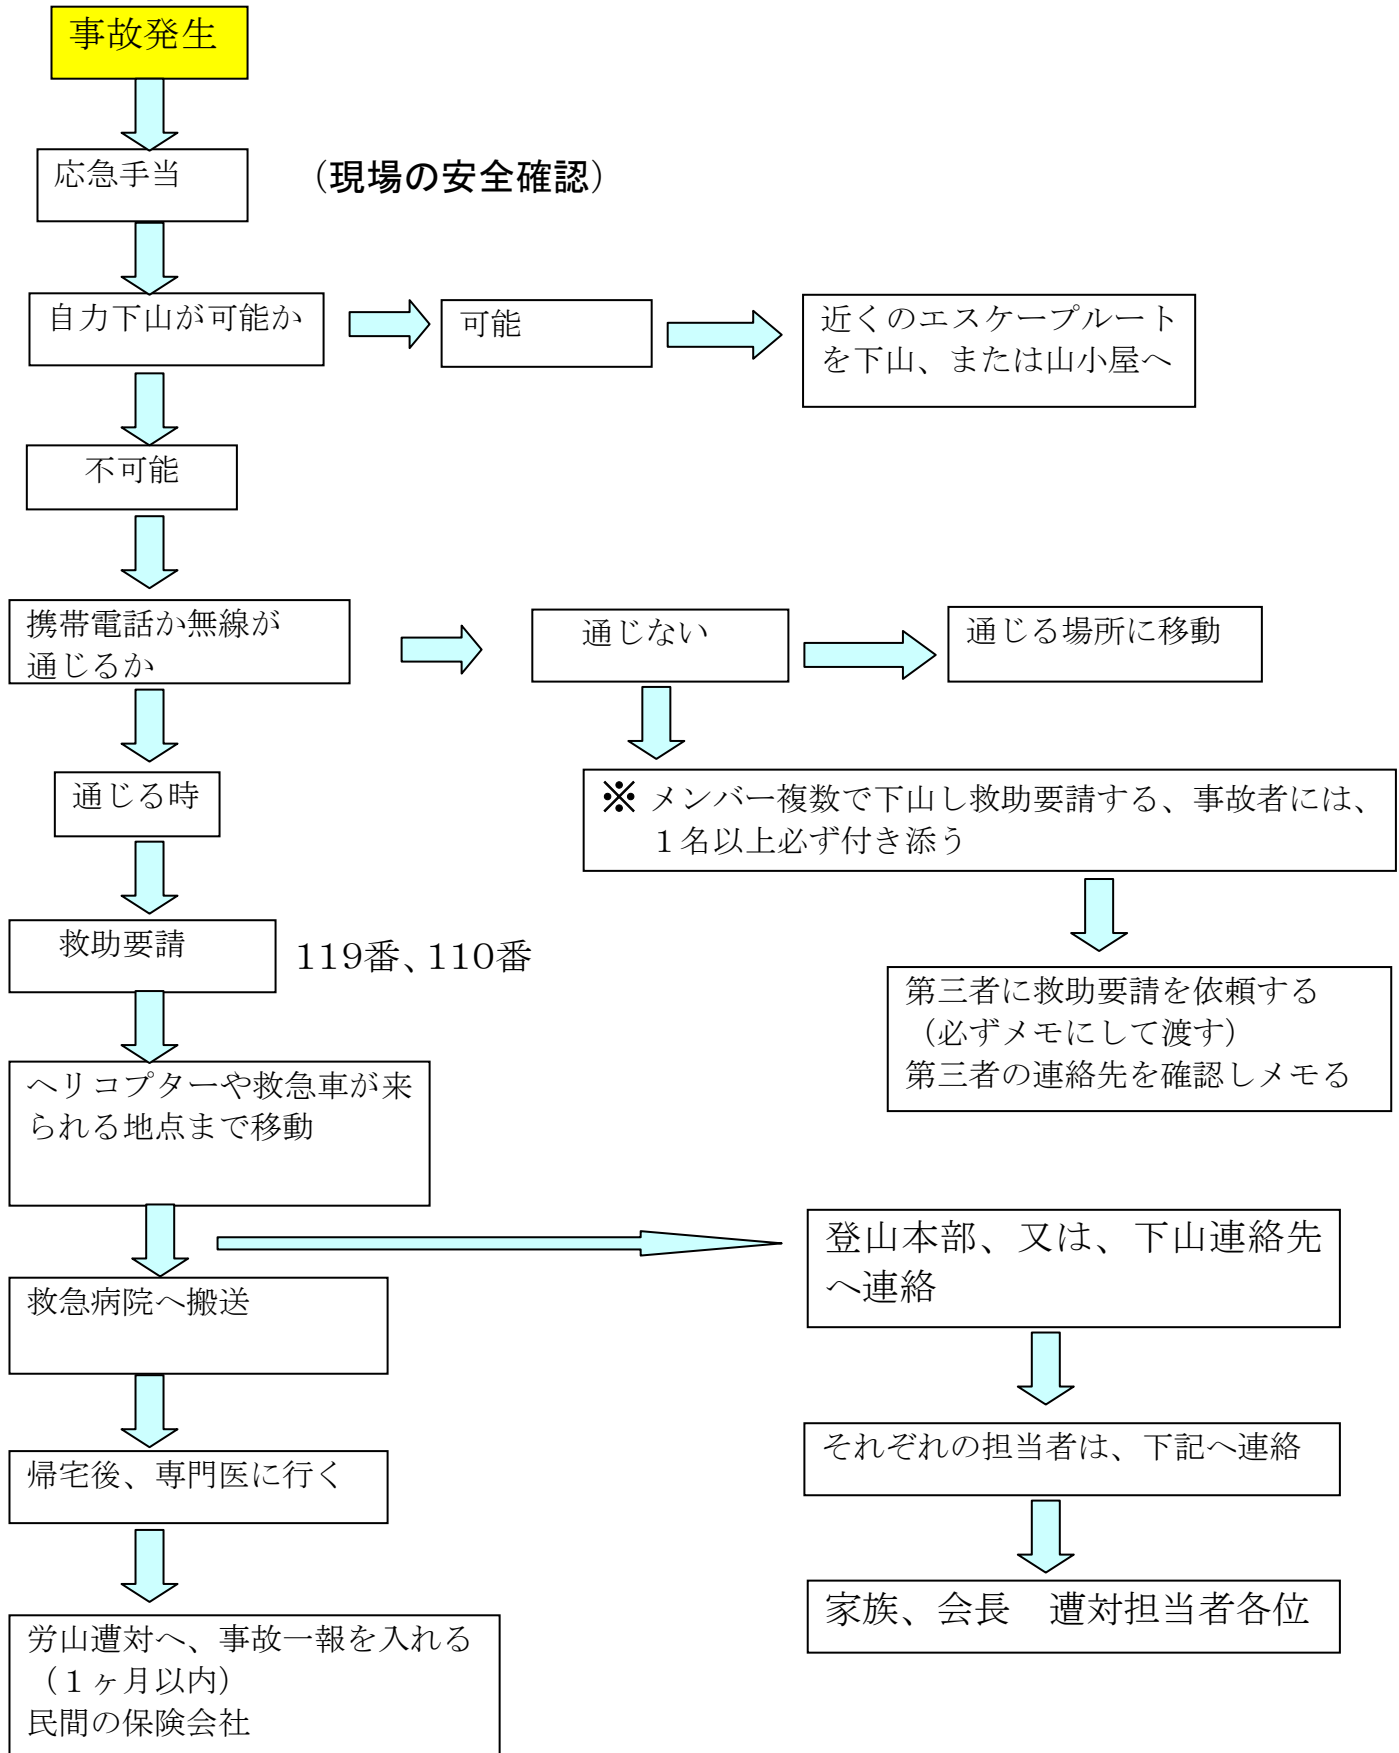 事故発生
応急手当
（現場の安全確認）
自力下山が可能か
可能
近くのエスケープルート
を下山、または山小屋へ
不可能
携帯電話か無線が
通じるか
通じない
通じる場所に移動
通じる時
※ メンバー複数で下山し救助要請する、事故者には、
１名以上必ず付き添う
救助要請
119番、110番
第三者に救助要請を依頼する
（必ずメモにして渡す）
第三者の連絡先を確認しメモる
ヘリコプターや救急車が来
られる地点まで移動
登山本部、又は、下山連絡先
へ連絡
救急病院へ搬送
それぞれの担当者は、下記へ連絡
帰宅後、専門医に行く
家族、会長　遭対担当者各位
労山遭対へ、事故一報を入れる
（１ヶ月以内）
民間の保険会社